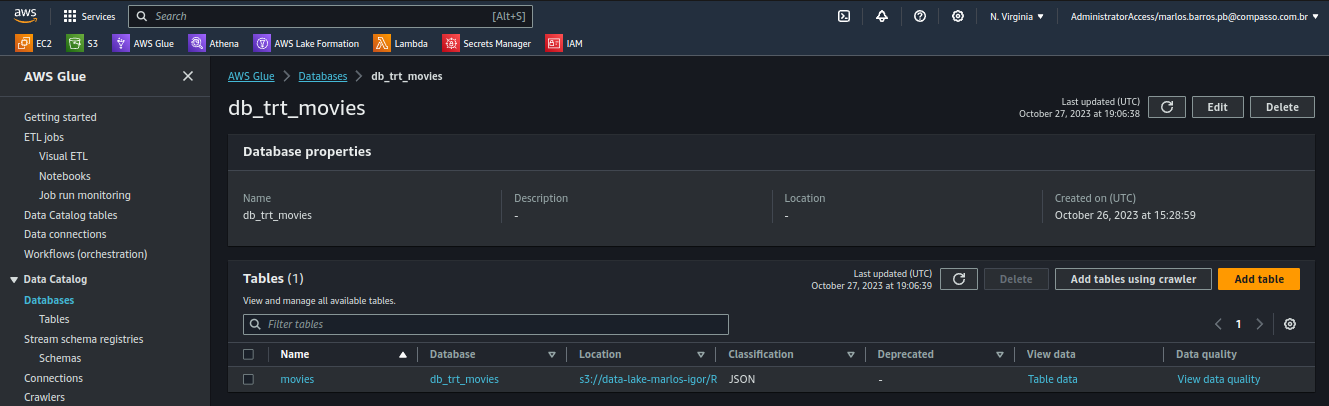 aws Services Search [Alt+S] N. Virginia AdministratorAccess/marlos.barros.pb@compasso.com.br
EC2 S3 AWS Glue Athena AWS Lake Formation Lambda Secrets Manager IAM
AWS Glue
Getting started
ETL jobs
Visual ETL
Notebooks
Job run monitoring
Data Catalog tables
Data connections
Workflows (orchestration)
Data Catalog
Databases
Tables
Stream schema registries
Schemas
Connections
Crawlers
AWS Glue > Databases > db_trt_movies
db_trt_movies
Last updated (UTC)
October 27, 2023 at 19:06:38
Edit Delete
Database properties
Name Description Location Created on (UTC)
db_trt_movies - - October 26, 2023 at 15:28:59
Tables (1)
View and manage all available tables.
Last updated (UTC)
October 27, 2023 at 19:06:39
Delete Add tables using crawler Add table
Filter tables
1
Name Database Location Classification Deprecated View data Data quality
movies db_trt_movies s3://data-lake-marlos-igor/R JSON - Table data View data quality